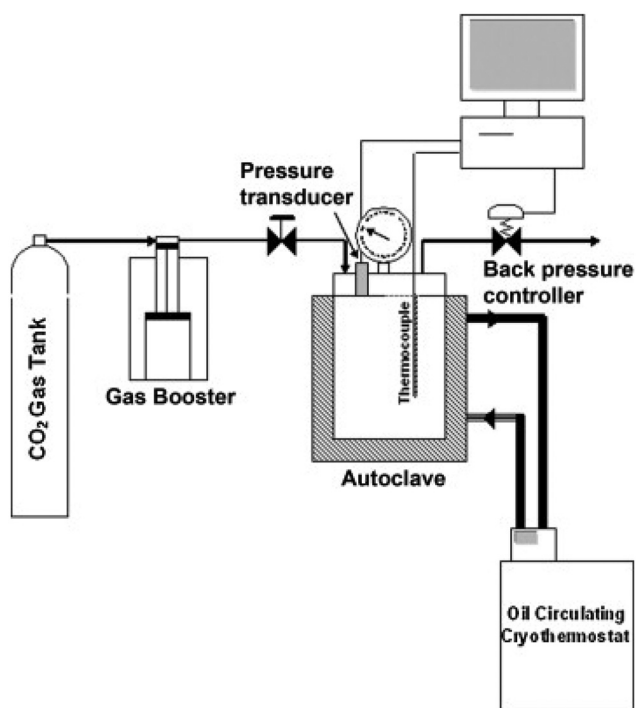 Pressure
transducer
Back pressure
controller
CO₂ Gas Tank
Gas Booster
Thermocouple
Autoclave
Oil Circulating
Cryothermostat